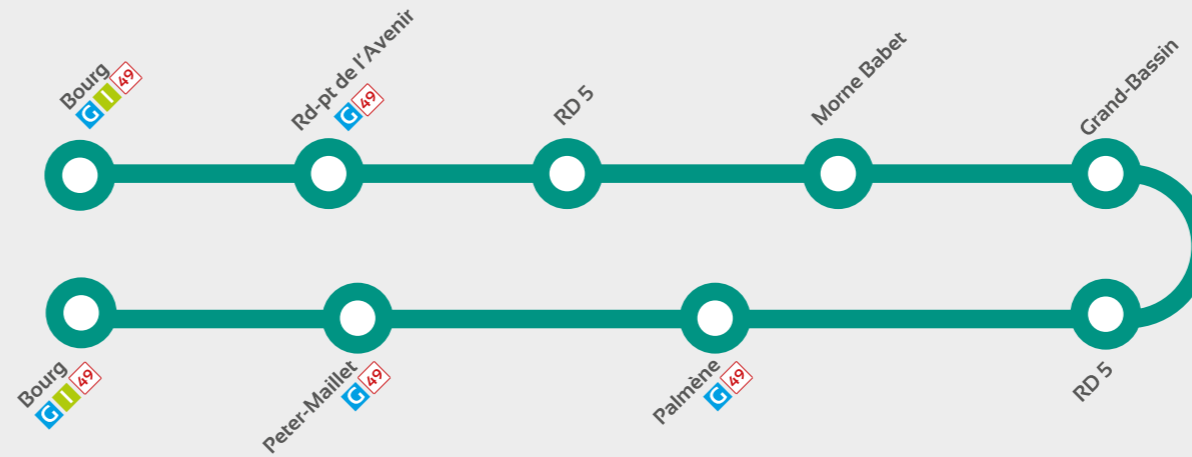 Bourg
G I 49
Rd-pt de l'Avenir
G 49
RD 5
Morne Babet
Grand-Bassin
Bourg
G I 49
Peter-Maillet
G 49
Palmène
G 49
RD 5